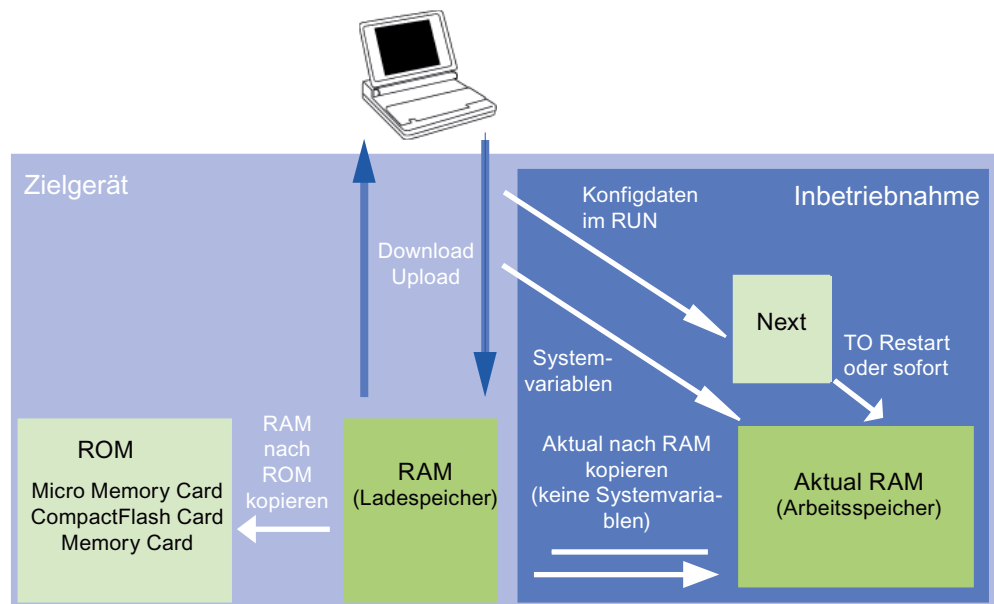 Zielgerät
Inbetriebnahme
Konfigdaten
im RUN
Download
Upload
Next
TO Restart
oder sofort
System-
variablen
ROM
Micro Memory Card
CompactFlash Card
Memory Card
RAM
nach
ROM
kopieren
RAM
(Ladespeicher)
Aktual nach RAM
kopieren
(keine Systemvaria-
blen)
Aktual RAM
(Arbeitsspeicher)